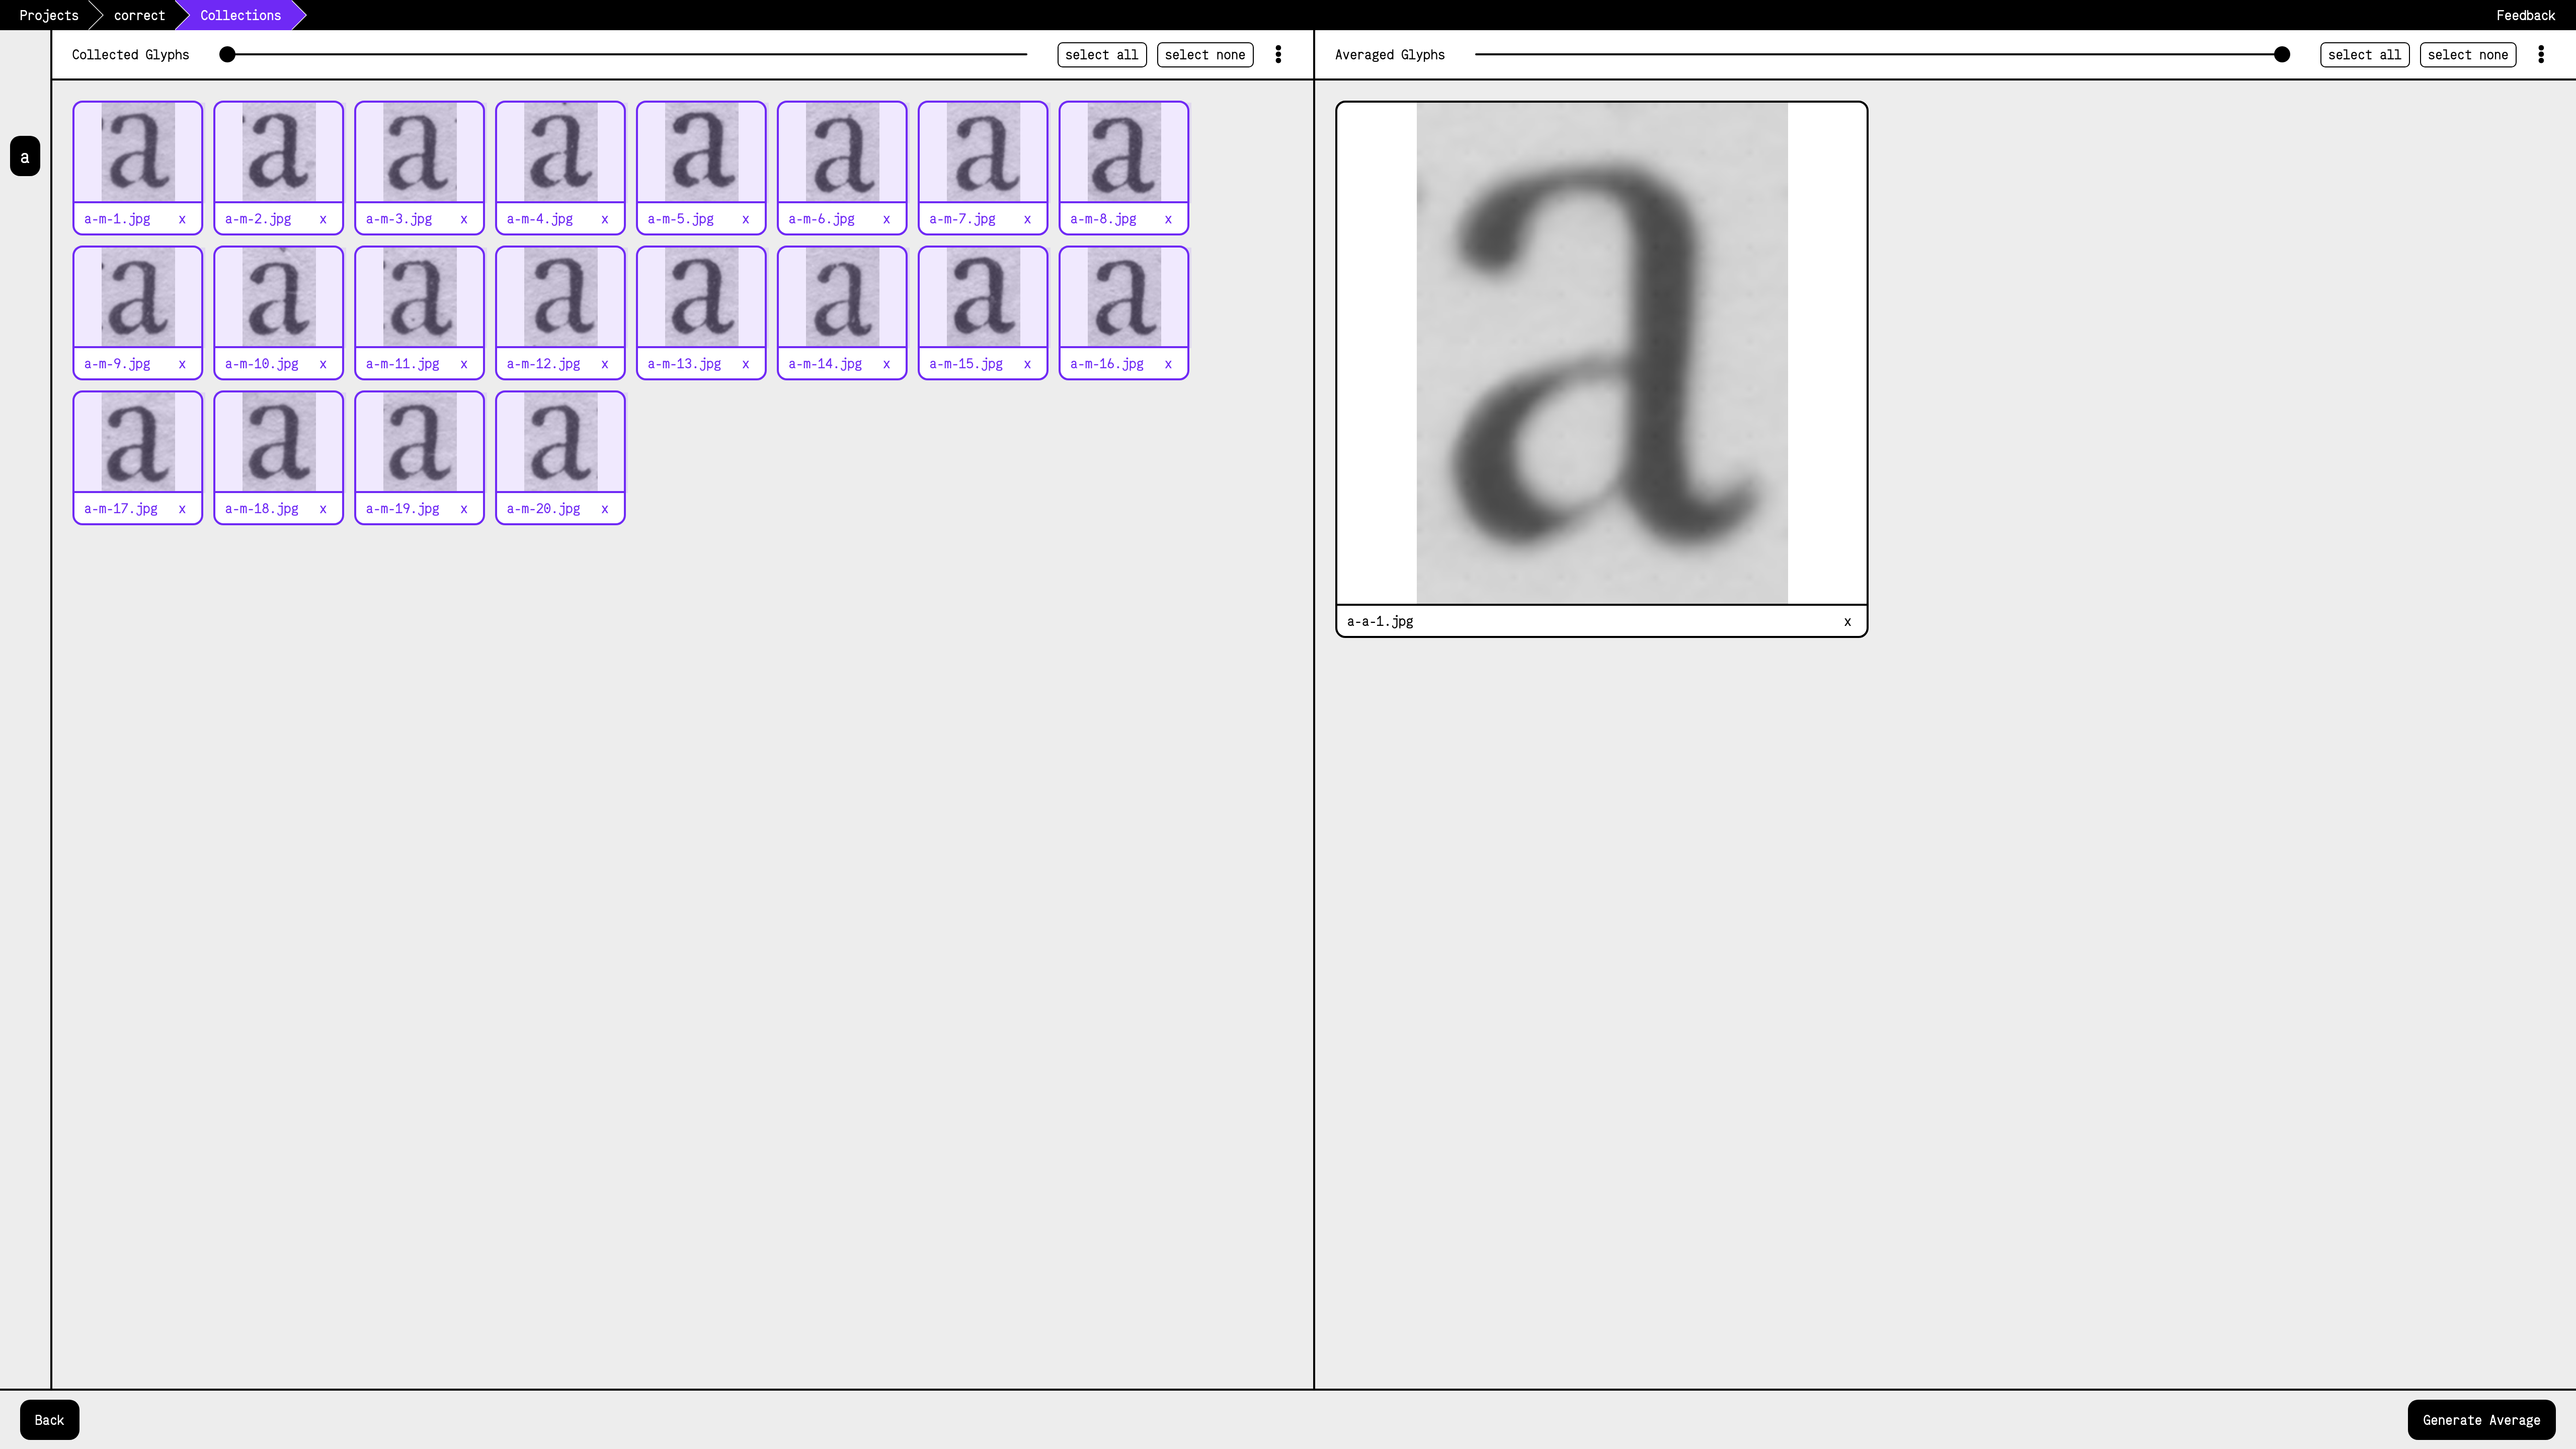 Projects correct Collections Feedback
Collected Glyphs select all select none
Averaged Glyphs select all select none
a
a a a a a a a a
a-m-1.jpg x a-m-2.jpg x a-m-3.jpg x a-m-4.jpg x a-m-5.jpg x a-m-6.jpg x a-m-7.jpg x a-m-8.jpg x
a a a a a a a a
a-m-9.jpg x a-m-10.jpg x a-m-11.jpg x a-m-12.jpg x a-m-13.jpg x a-m-14.jpg x a-m-15.jpg x a-m-16.jpg x
a a a a
a-m-17.jpg x a-m-18.jpg x a-m-19.jpg x a-m-20.jpg x
a
a-a-1.jpg x
Back Generate Average